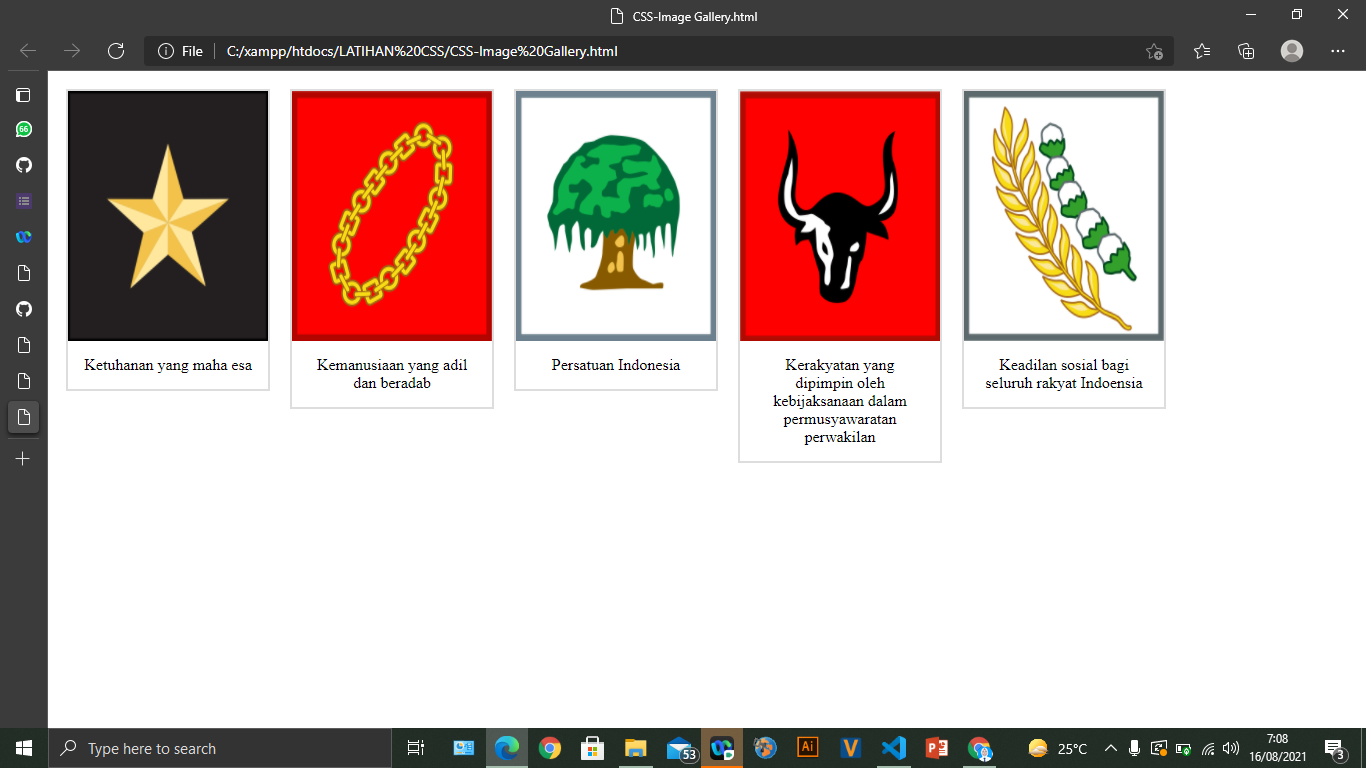 CSS-Image Gallery.html
File
C:/xampp/htdocs/LATIHAN%20CSS/CSS-Image%20Gallery.html
66
Ketuhanan yang maha esa
Kemanusiaan yang adil
dan beradab
Persatuan Indonesia
Kerakyatan yang
dipimpin oleh
kebijaksanaan dalam
permusyawaratan
perwakilan
Keadilan sosial bagi
seluruh rakyat Indoensia
Type here to search
53
Ai
V
25°C
7:08
16/08/2021
3